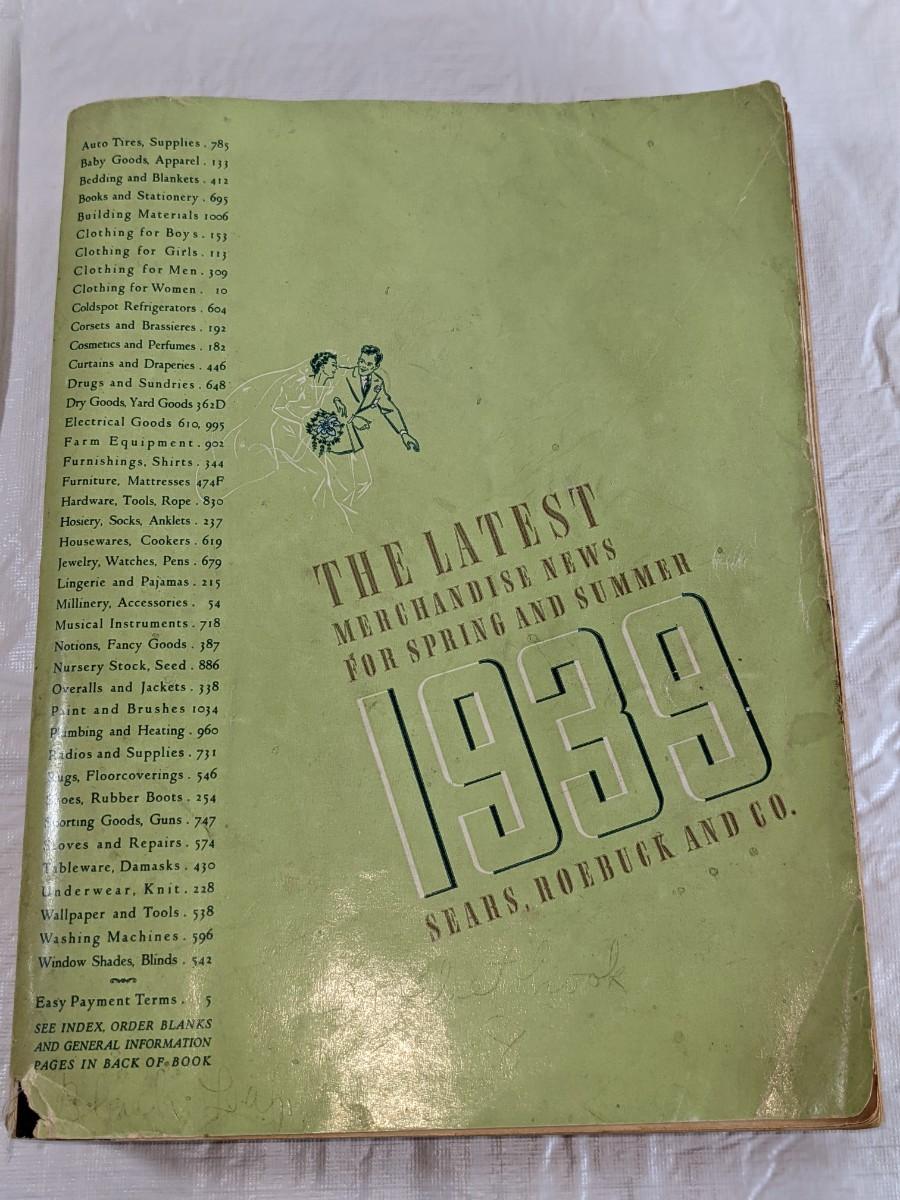 Auto Tires, Supplies . 785
Baby Goods, Apparel . 133
Bedding and Blankets . 412
Books and Stationery . 695
Building Materials 1006
Clothing for Boys . 153
Clothing for Girls . 113
Clothing for Men . 309
Clothing for Women . 10
Coldspot Refrigerators . 604
Corsets and Brassieres . 192
Cosmetics and Perfumes . 182
Curtains and Draperies . 446
Drugs and Sundries . 648
Dry Goods, Yard Goods 362D
Electrical Goods 610, 995
Farm Equipment . 902
Furnishings, Shirts . 344
Furniture, Mattresses 474F
Hardware, Tools, Rope . 830
Hosiery, Socks, Anklets . 237
Housewares, Cookers . 619
Jewelry, Watches, Pens . 679
Lingerie and Pajamas . 215
Millinery, Accessories . 54
Musical Instruments . 718
Notions, Fancy Goods . 387
Nursery Stock, Seed . 886
Overalls and Jackets . 338
Paint and Brushes 1034
Plumbing and Heating . 960
Radios and Supplies . 731
Rugs, Floorcoverings . 546
Shoes, Rubber Boots . 254
Sporting Goods, Guns . 747
Stoves and Repairs . 574
Tableware, Damasks . 430
Underwear, Knit . 228
Wallpaper and Tools . 538
Washing Machines . 596
Window Shades, Blinds . 542
Easy Payment Terms . 5
SEE INDEX, ORDER BLANKS
AND GENERAL INFORMATION
PAGES IN BACK OF BOOK
THE LATEST
MERCHANDISE NEWS
FOR SPRING AND SUMMER
1939
SEARS, ROEBUCK AND CO.